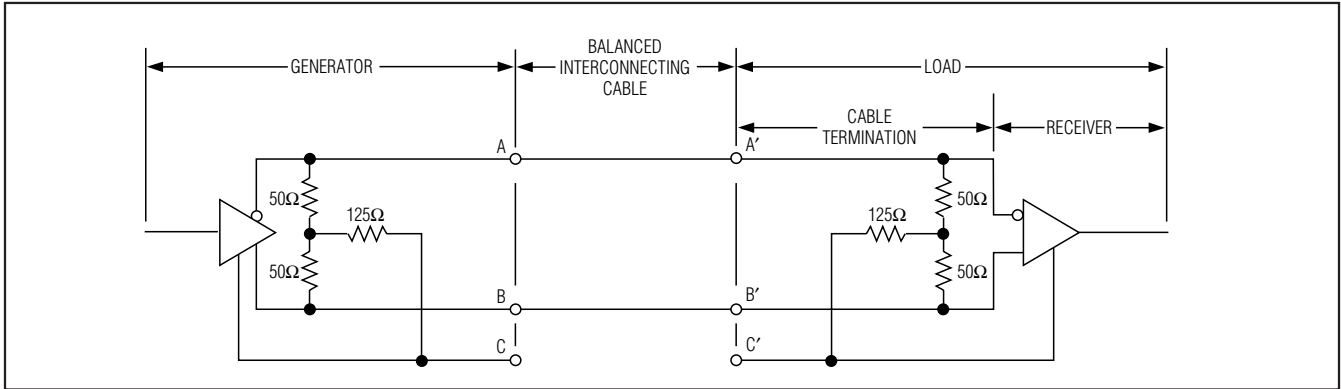 GENERATOR
BALANCED
INTERCONNECTING
CABLE
LOAD
CABLE
TERMINATION
RECEIVER
A
A′
50Ω
125Ω
50Ω
125Ω
50Ω
50Ω
B
B′
C
C′